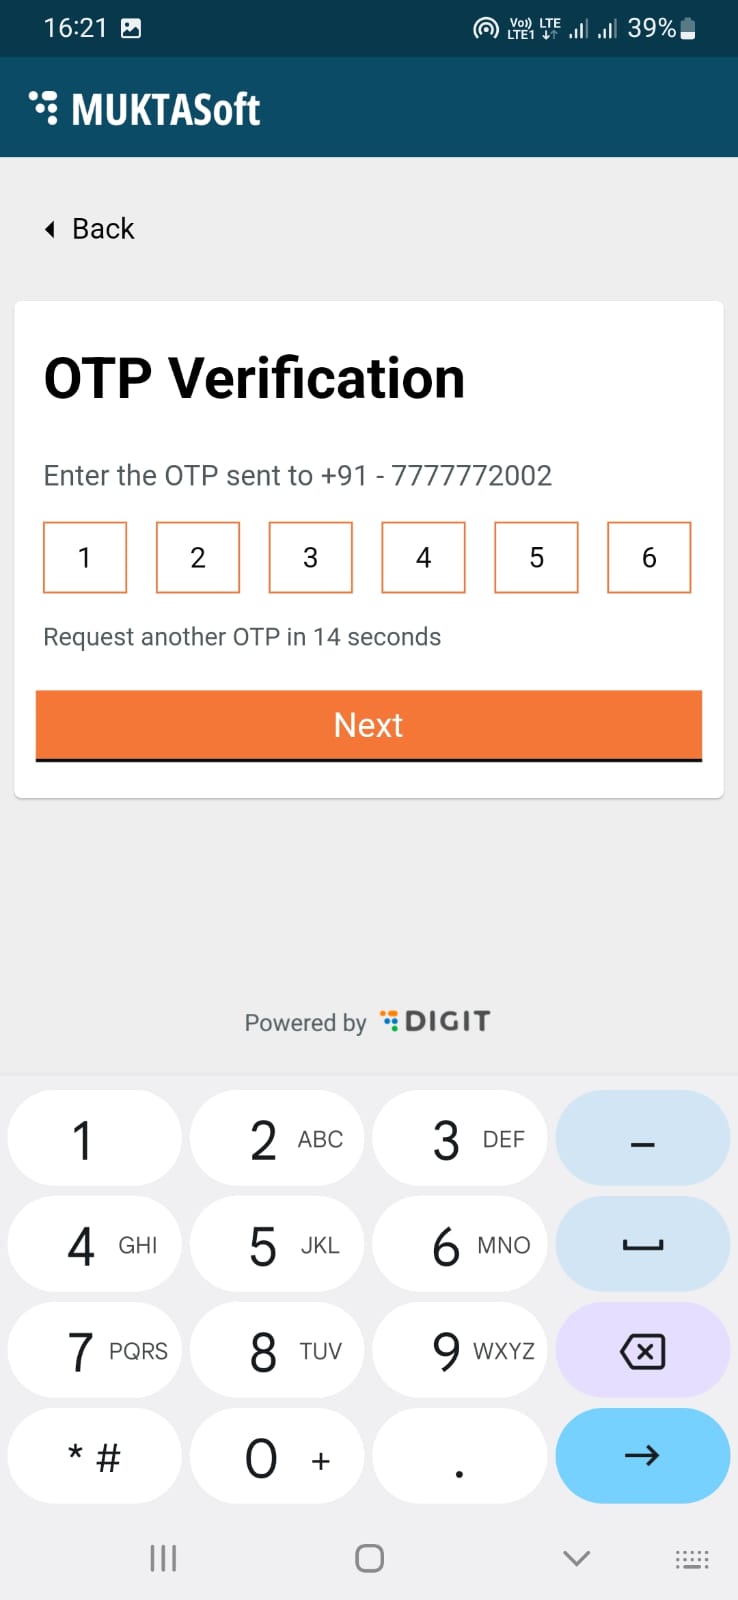 16:21 Vo)) LTE LTE1 39%
MUKTASoft
Back
OTP Verification
Enter the OTP sent to +91 - 7777772002
1 2 3 4 5 6
Request another OTP in 14 seconds
Next
Powered by DIGIT
1 2 ABC 3 DEF –
4 GHI 5 JKL 6 MNO
7 PQRS 8 TUV 9 WXYZ
* # 0 + .